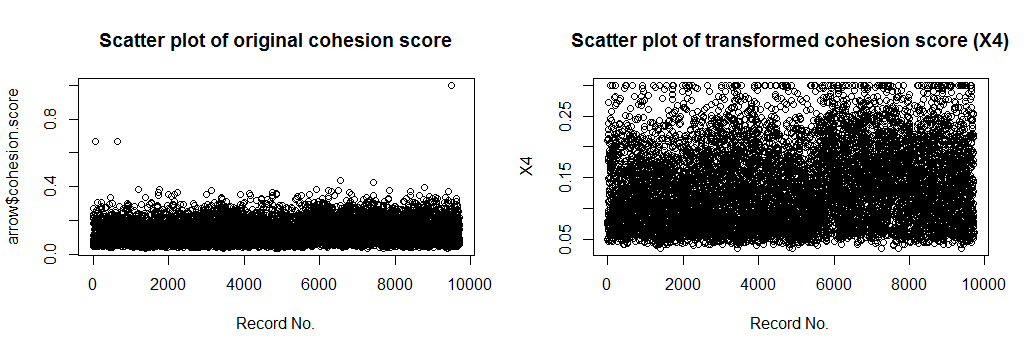 Scatter plot of original cohesion score
arrow$cohesion.score
0.0
0.4
0.8
0 2000 4000 6000 8000 10000
Record No.
Scatter plot of transformed cohesion score (X4)
X4
0.05
0.15
0.25
0 2000 4000 6000 8000 10000
Record No.